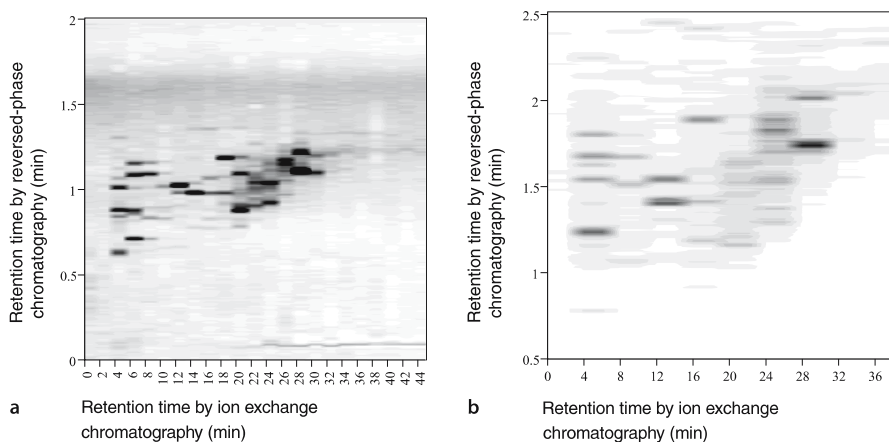 2
1.5
1
0.5
0
Retention time by reversed-phase
chromatography (min)
0 2 4 6 8 10 12 14 16 18 20 22 24 26 28 30 32 34 36 38 40 42 44
a Retention time by ion exchange
chromatography (min)
2.5
2
1.5
1
0.5
Retention time by reversed-phase
chromatography (min)
0 4 8 12 16 20 24 28 32 36
b Retention time by ion exchange
chromatography (min)